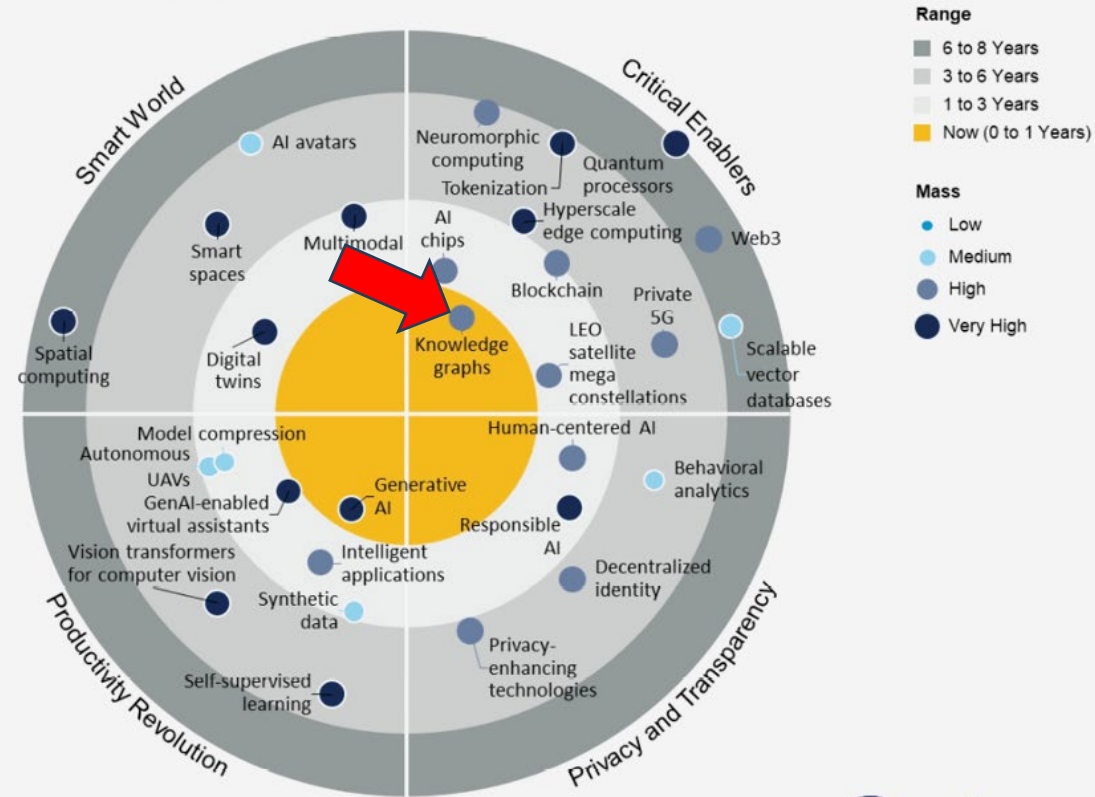 Range
6 to 8 Years
3 to 6 Years
1 to 3 Years
Now (0 to 1 Years)
Mass
Low
Medium
High
Very High
Smart World
AI avatars
Smart
spaces
Multimodal
Spatial
computing
Digital
twins
Critical Enablers
Neuromorphic
computing
Tokenization
Quantum
processors
Hyperscale
edge computing
AI
chips
Web3
Blockchain
Private
5G
Knowledge
graphs
LEO
satellite
mega
constellations
Scalable
vector
databases
Productivity Revolution
Model compression
Autonomous
UAVs
GenAI-enabled
virtual assistants
Generative
AI
Vision transformers
for computer vision
Intelligent
applications
Synthetic
data
Self-supervised
learning
Privacy and Transparency
Human-centered AI
Behavioral
analytics
Responsible
AI
Decentralized
identity
Privacy-
enhancing
technologies